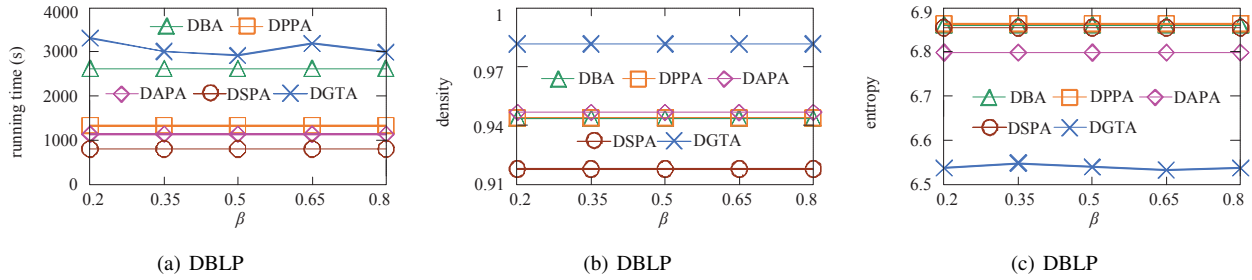 running time (s)
4000
3000
2000
1000
0
DBA DPPA
DAPA DSPA DGTA
0.2 0.35 0.5 0.65 0.8
β
(a) DBLP
density
1
0.97
0.94
0.91
DBA DPPA DAPA
DSPA DGTA
0.2 0.35 0.5 0.65 0.8
β
(b) DBLP
entropy
6.9
6.8
6.7
6.6
6.5
DBA DPPA DAPA
DSPA DGTA
0.2 0.35 0.5 0.65 0.8
β
(c) DBLP